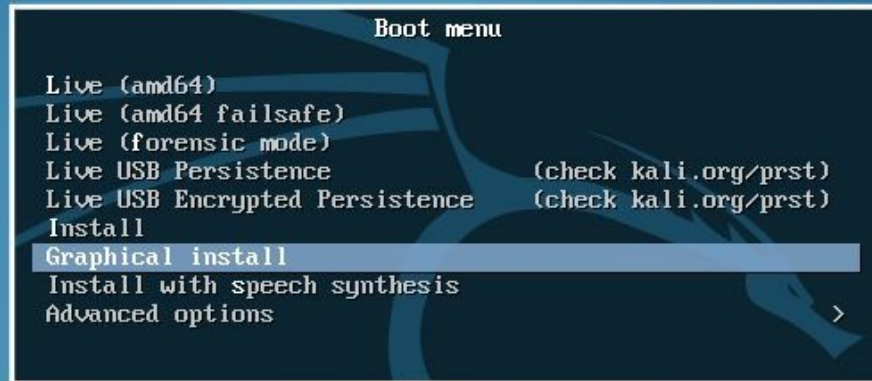 Boot menu
Live (amd64)
Live (amd64 failsafe)
Live (forensic mode)
Live USB Persistence (check kali.org/prst)
Live USB Encrypted Persistence (check kali.org/prst)
Install
Graphical install
Install with speech synthesis
Advanced options >